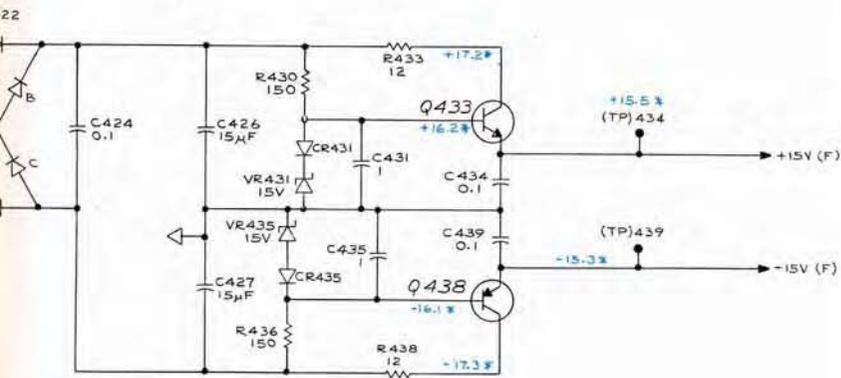 22
B
C
C424
0.1
C426
15µF
R430
150
R433
12
+17.2*
Q433
+16.2*
CR431
C431
1
VR431
15V
C434
0.1
+15.5*
(TP)434
+15V (F)
VR435
15V
C435
1
CR435
C439
0.1
(TP)439
-15.3*
-15V (F)
C427
15µF
Q438
-16.1*
R436
150
R438
12
-17.3*